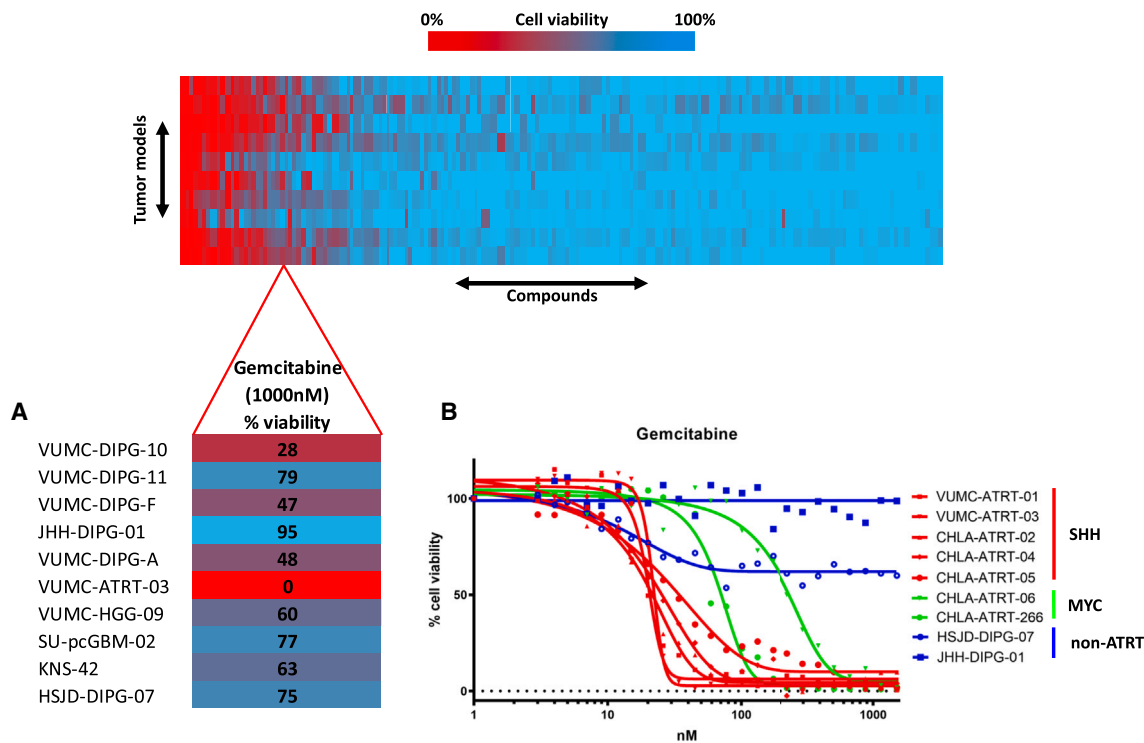 0% Cell viability 100%
Tumor models
Compounds
Gemcitabine
(1000nM)
% viability
A
VUMC-DIPG-10 28
VUMC-DIPG-11 79
VUMC-DIPG-F 47
JHH-DIPG-01 95
VUMC-DIPG-A 48
VUMC-ATRT-03 0
VUMC-HGG-09 60
SU-pcGBM-02 77
KNS-42 63
HSJD-DIPG-07 75
B
Gemcitabine
% cell viability
100
50
0
1 10 100 1000
nM
VUMC-ATRT-01
VUMC-ATRT-03
CHLA-ATRT-02
CHLA-ATRT-04
CHLA-ATRT-05
SHH
CHLA-ATRT-06
CHLA-ATRT-266
MYC
HSJD-DIPG-07
JHH-DIPG-01
non-ATRT